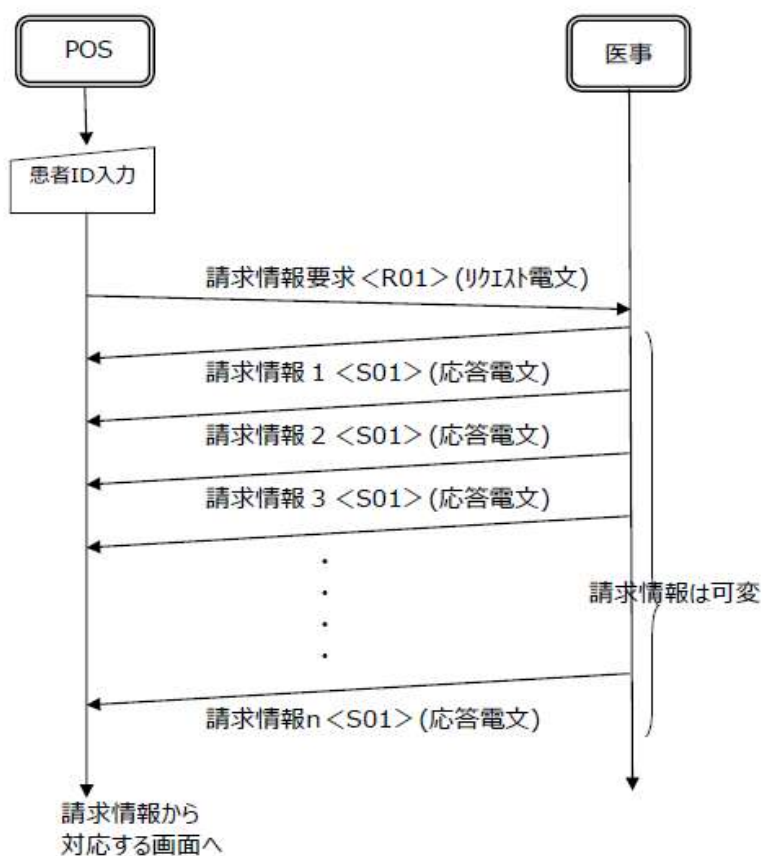 POS
医事
患者ID入力
請求情報要求<R01>(ﾘｸｴｽﾄ電文)
請求情報1<S01>(応答電文)
請求情報2<S01>(応答電文)
請求情報3<S01>(応答電文)
・
・
・
・
請求情報は可変
請求情報n<S01>(応答電文)
請求情報から
対応する画面へ